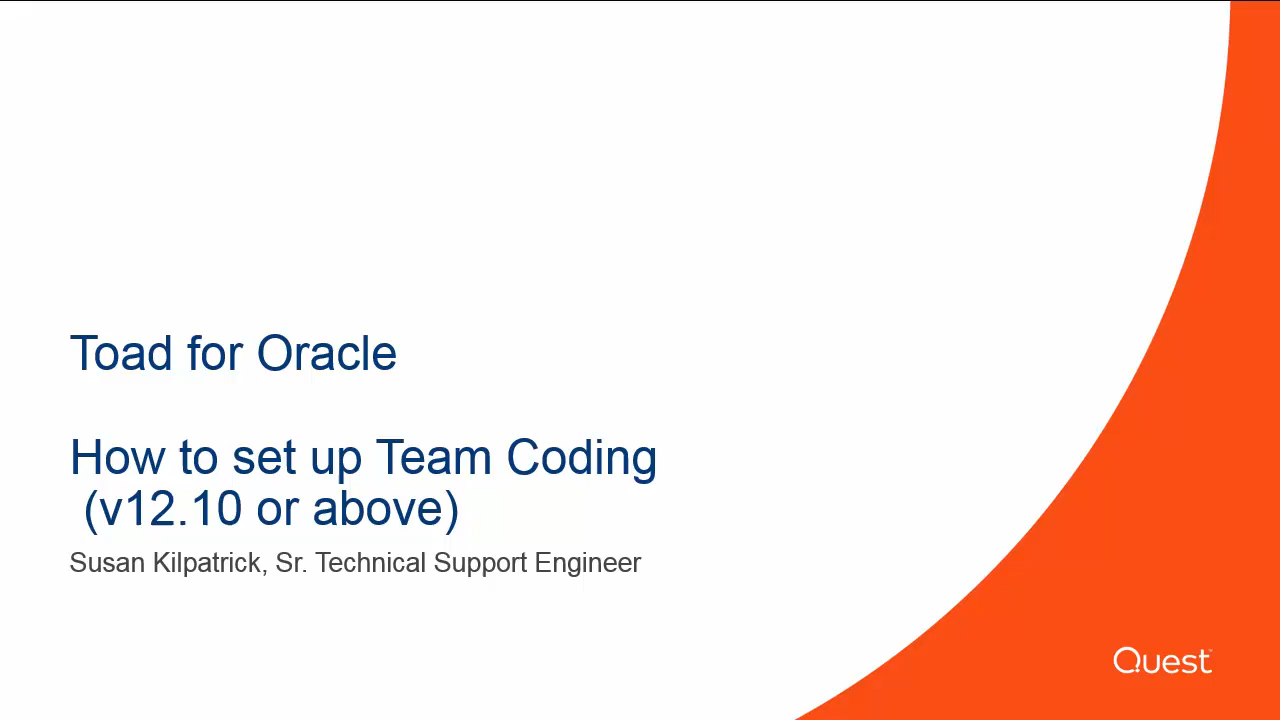 Toad for Oracle
How to set up Team Coding
(v12.10 or above)
Susan Kilpatrick, Sr. Technical Support Engineer
Quest